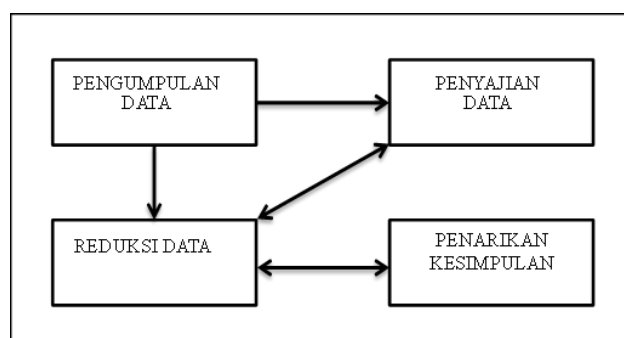 PENGUMPULAN
DATA
PENYAJIAN
DATA
REDUKSI DATA
PENARIKAN
KESIMPULAN